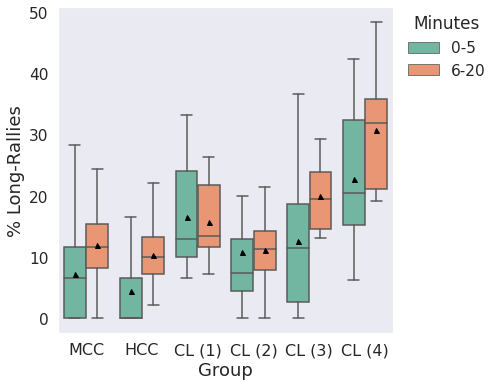 Minutes
0-5
6-20
50
40
30
20
10
0
% Long-Rallies
MCC HCC CL (1) CL (2) CL (3) CL (4)
Group